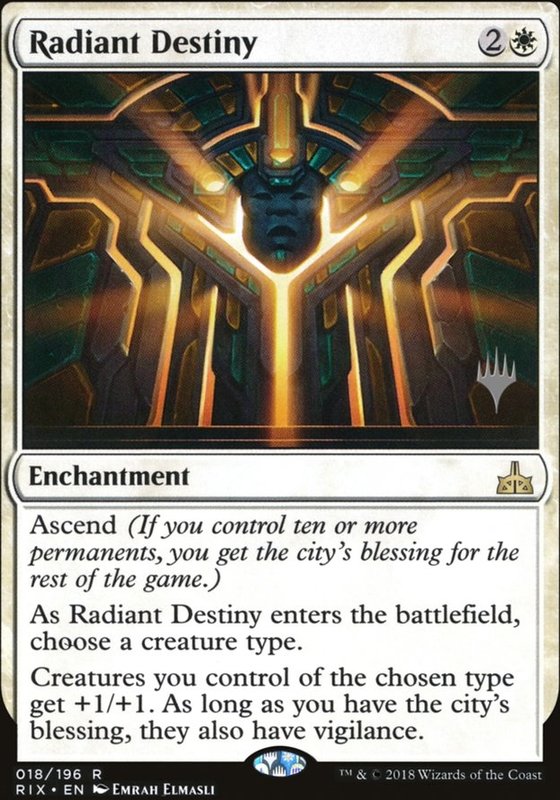 Radiant Destiny 2
Enchantment
Ascend (If you control ten or more
permanents, you get the city's blessing for the
rest of the game.)
As Radiant Destiny enters the battlefield,
choose a creature type.
Creatures you control of the chosen type
get +1/+1. As long as you have the city's
blessing, they also have vigilance.
018/196 R
RIX • EN Emrah Elmasli
™ & © 2018 Wizards of the Coast